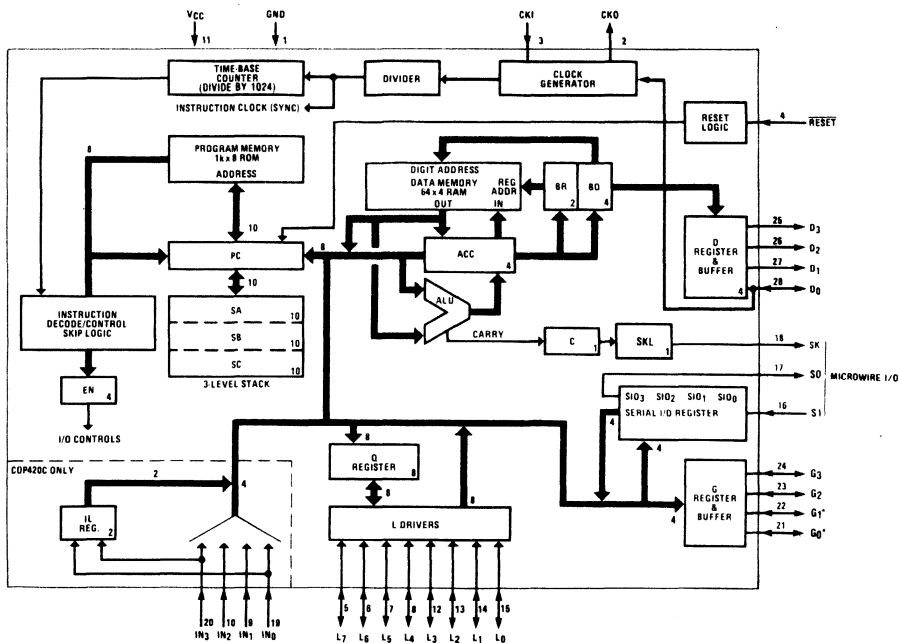 VCC GND CKI CKO
11 1 3 2
TIME-BASE
COUNTER
(DIVIDE BY 1024)
DIVIDER
CLOCK
GENERATOR
INSTRUCTION CLOCK (SYNC)
RESET
LOGIC
4
RESET
8
PROGRAM MEMORY
1k x 8 ROM
ADDRESS
DIGIT ADDRESS
DATA MEMORY
64 x 4 RAM
OUT
REG
ADDR
IN
BR
2
BD
4
10
PC
8
ACC
4
D
REGISTER
&
BUFFER
4
25 D3
26 D2
27 D1
28 D0
10
INSTRUCTION
DECODE/CONTROL
SKIP LOGIC
SA 10
SB 10
SC 10
3-LEVEL STACK
ALU
CARRY
C 1
SKL 1
18 SK
17 SO
MICROWIRE I/O
16 SI
EN
4
I/O CONTROLS
SIO3 SIO2 SIO1 SIO0
SERIAL I/O REGISTER
4
4
COP420C ONLY
2
4
IL
REG.
2
8
Q
REGISTER
8
8
8
L DRIVERS
4
G
REGISTER
&
BUFFER
24 G3
23 G2
22 G1*
21 G0*
20 10 9 19
IN3 IN2 IN1 IN0
5 6 7 8 12 13 14 15
L7 L6 L5 L4 L3 L2 L1 L0